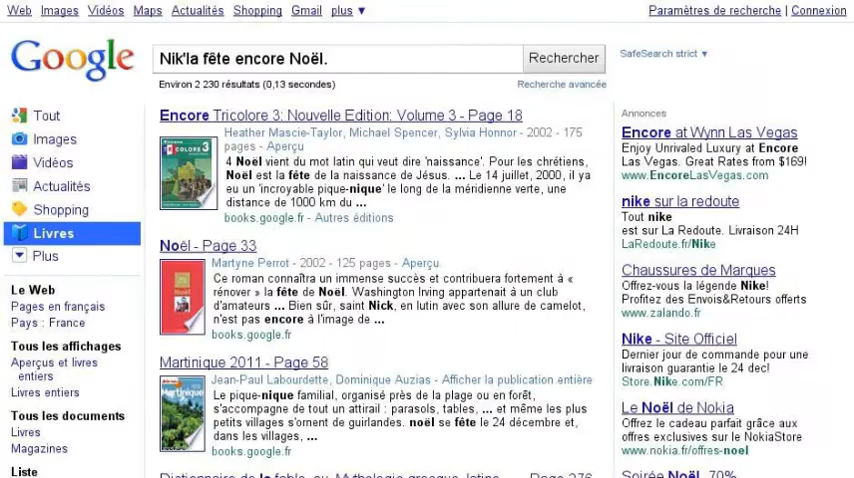 Web Images Vidéos Maps Actualités Shopping Gmail plus ▼
Paramètres de recherche | Connexion
Google
Nik'la fête encore Noël.
Rechercher
SafeSearch strict ▼
Environ 2 230 résultats (0,13 secondes)
Recherche avancée
Tout
Images
Vidéos
Actualités
Shopping
Livres
Plus
Le Web
Pages en français
Pays : France
Tous les affichages
Aperçus et livres
entiers
Livres entiers
Tous les documents
Livres
Magazines
Liste
Encore Tricolore 3: Nouvelle Edition: Volume 3 - Page 18
Heather Mascie-Taylor, Michael Spencer, Sylvia Honnor - 2002 - 175
pages - Aperçu
4 Noël vient du mot latin qui veut dire 'naissance'. Pour les chrétiens,
Noël est la fête de la naissance de Jésus. ... Le 14 juillet, 2000, il ya
eu un 'incroyable pique-nique' le long de la méridienne verte, une
distance de 1000 km du ...
books.google.fr - Autres éditions
Noël - Page 33
Martyne Perrot - 2002 - 125 pages - Aperçu
Ce roman connaîtra un immense succès et contribuera fortement à «
rénover » la fête de Noël. Washington Irving appartenait à un club
d'amateurs ... Bien sûr, saint Nick, en lutin avec son allure de camelot,
n'est pas encore à l'image de ...
books.google.fr
Martinique 2011 - Page 58
Jean-Paul Labourdette, Dominique Auzias - Afficher la publication entière
Le pique-nique familial, organisé près de la plage ou en forêt,
s'accompagne de tout un attirail : parasols, tables, ... et même les plus
petits villages s'ornent de guirlandes. noël se fête le 24 décembre et,
dans les villages, ...
books.google.fr
Dictionnaire de la fable, ou, Mythologie grecque, latine, ... - Page 276
Annonces
Encore at Wynn Las Vegas
Enjoy Unrivaled Luxury at Encore
Las Vegas. Great Rates from $169!
www.EncoreLasVegas.com
nike sur la redoute
Tout nike
est sur La Redoute. Livraison 24H
LaRedoute.fr/Nike
Chaussures de Marques
Offrez-vous la légende Nike!
Profitez des Envois&Retours offerts
www.zalando.fr
Nike - Site Officiel
Dernier jour de commande pour une
livraison guarantie le 24 dec!
Store.Nike.com/FR
Le Noël de Nokia
Offrez le cadeau parfait grâce aux
offres exclusives sur le NokiaStore
www.nokia.fr/offres-noel
Soirée Noël 70%